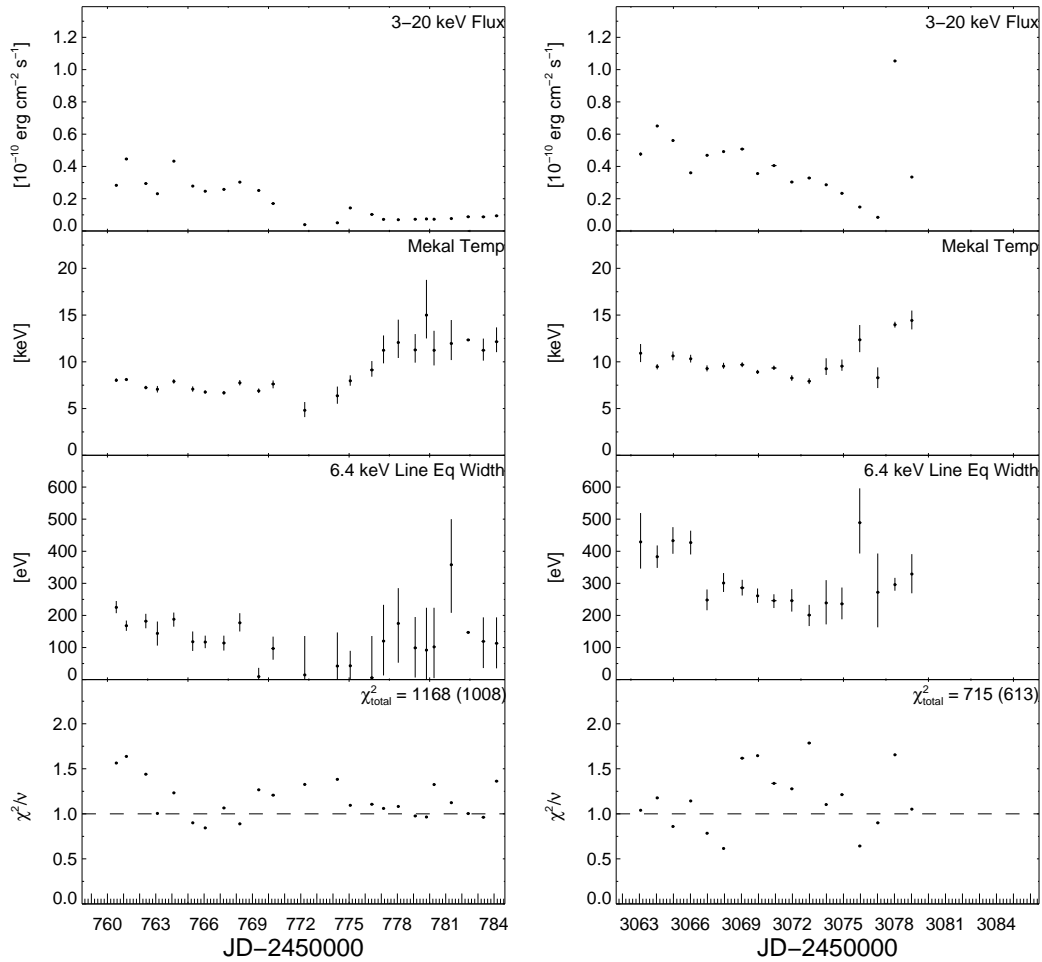 3−20 keV Flux
[10⁻¹⁰ erg cm⁻² s⁻¹]
1.2
1.0
0.8
0.6
0.4
0.2
0.0
Mekal Temp
[keV]
20
15
10
5
0
6.4 keV Line Eq Width
[eV]
600
500
400
300
200
100
0
χ²total = 1168 (1008)
χ²/ν
2.0
1.5
1.0
0.5
0.0
760 763 766 769 772 775 778 781 784
JD−2450000
3−20 keV Flux
[10⁻¹⁰ erg cm⁻² s⁻¹]
1.2
1.0
0.8
0.6
0.4
0.2
0.0
Mekal Temp
[keV]
20
15
10
5
0
6.4 keV Line Eq Width
[eV]
600
500
400
300
200
100
0
χ²total = 715 (613)
χ²/ν
2.0
1.5
1.0
0.5
0.0
3063 3066 3069 3072 3075 3078 3081 3084
JD−2450000